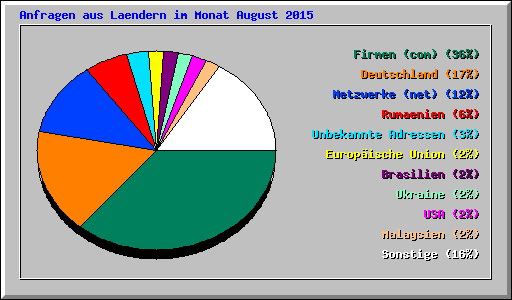 Anfragen aus Laendern im Monat August 2015
Firmen (com) (36%)
Deutschland (17%)
Netzwerke (net) (12%)
Rumaenien (6%)
Unbekannte Adressen (3%)
Europäische Union (2%)
Brasilien (2%)
Ukraine (2%)
USA (2%)
Malaysien (2%)
Sonstige (16%)